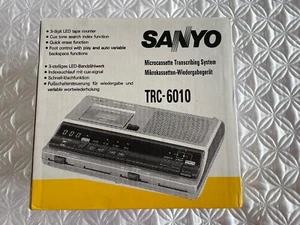 • 3-digit LED tape counter
• Cue tone search index function
• Quick erase function
• Foot control with play and auto variable
backspace functions
• 3-stelliges LED-Bandzählwerk
• Indexsuchlauf mit cue-signal
• Schnell-löschfunktion
• Fußschaltersteuerung für wiedergabe und
variable wortwiederholung
SANYO
Microcassette Transcribing System
Mikrokassetten-Wiedergabegerät
TRC-6010